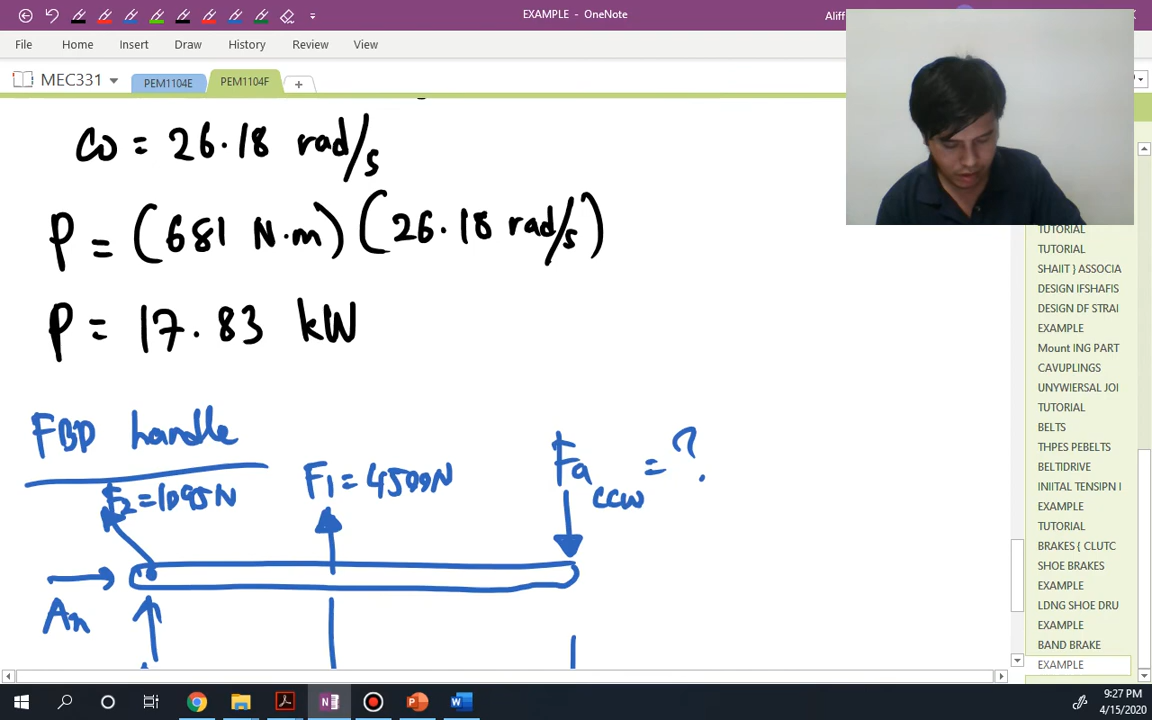 EXAMPLE - OneNote
Aliff
File Home Insert Draw History Review View
MEC331 PEM1104E PEM1104F +
ω = 26.18 rad/s
P = (681 N·m)(26.18 rad/s)
P = 17.83 kW
FBD handle
F2=1095N F1=4500N Fa ccw = ?
An
TUTORIAL
TUTORIAL
SHAIIT } ASSOCIA
DESIGN IFSHAFIS
DESIGN DF STRAI
EXAMPLE
Mount ING PART
CAVUPLINGS
UNYWIERSAL JOI
TUTORIAL
BELTS
THPES PEBELTS
BELTIDRIVE
INIITAL TENSIPN I
EXAMPLE
TUTORIAL
BRAKES { CLUTC
SHOE BRAKES
EXAMPLE
LDNG SHOE DRU
EXAMPLE
BAND BRAKE
EXAMPLE
9:27 PM
4/15/2020